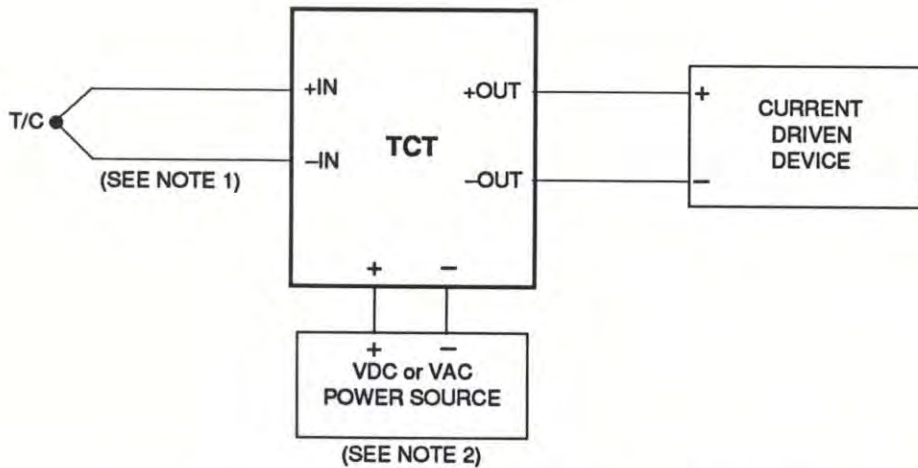 T/C
(SEE NOTE 1)
+IN
–IN
TCT
+OUT
–OUT
+ –
+
–
CURRENT
DRIVEN
DEVICE
+ –
VDC or VAC
POWER SOURCE
(SEE NOTE 2)